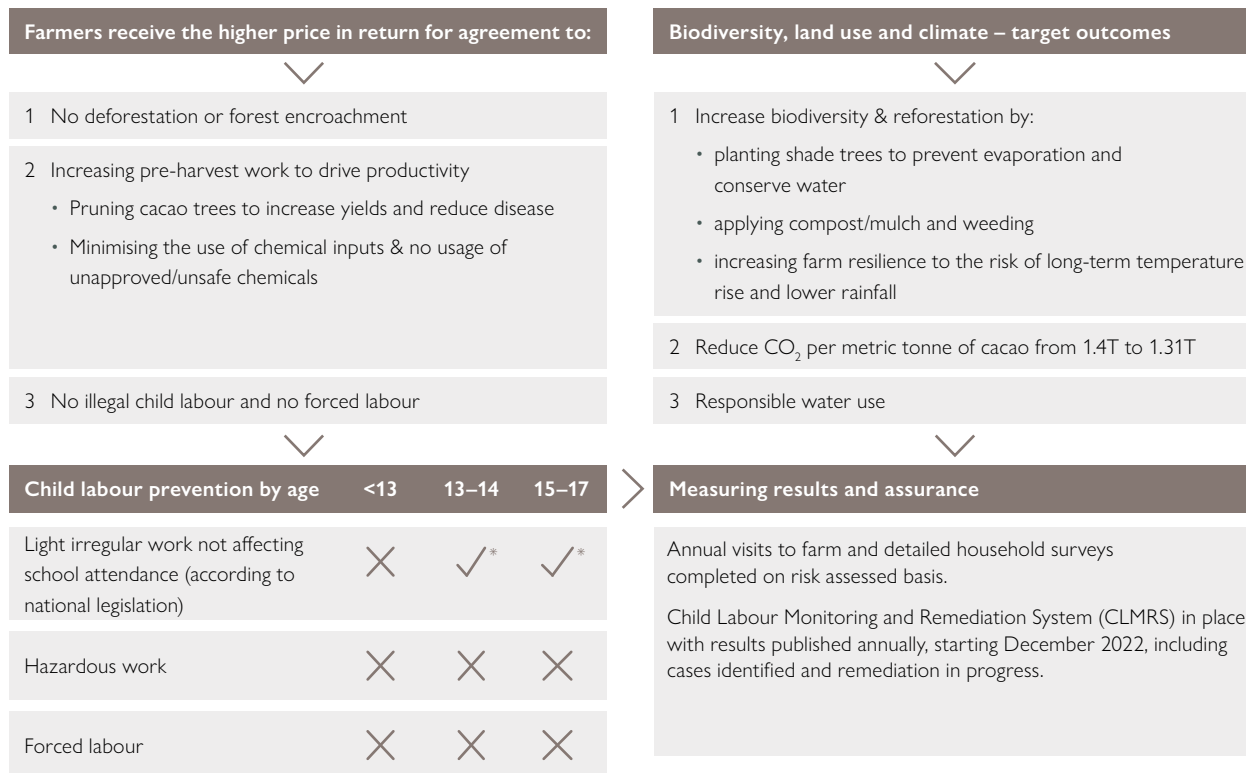 Farmers receive the higher price in return for agreement to:
1 No deforestation or forest encroachment
2 Increasing pre-harvest work to drive productivity
• Pruning cacao trees to increase yields and reduce disease
• Minimising the use of chemical inputs & no usage of
unapproved/unsafe chemicals
3 No illegal child labour and no forced labour
Child labour prevention by age <13 13–14 15–17
Light irregular work not affecting
school attendance (according to
national legislation)
* *
Hazardous work
Forced labour
Biodiversity, land use and climate – target outcomes
1 Increase biodiversity & reforestation by:
• planting shade trees to prevent evaporation and
conserve water
• applying compost/mulch and weeding
• increasing farm resilience to the risk of long-term temperature
rise and lower rainfall
2 Reduce CO₂ per metric tonne of cacao from 1.4T to 1.31T
3 Responsible water use
Measuring results and assurance
Annual visits to farm and detailed household surveys
completed on risk assessed basis.
Child Labour Monitoring and Remediation System (CLMRS) in place
with results published annually, starting December 2022, including
cases identified and remediation in progress.